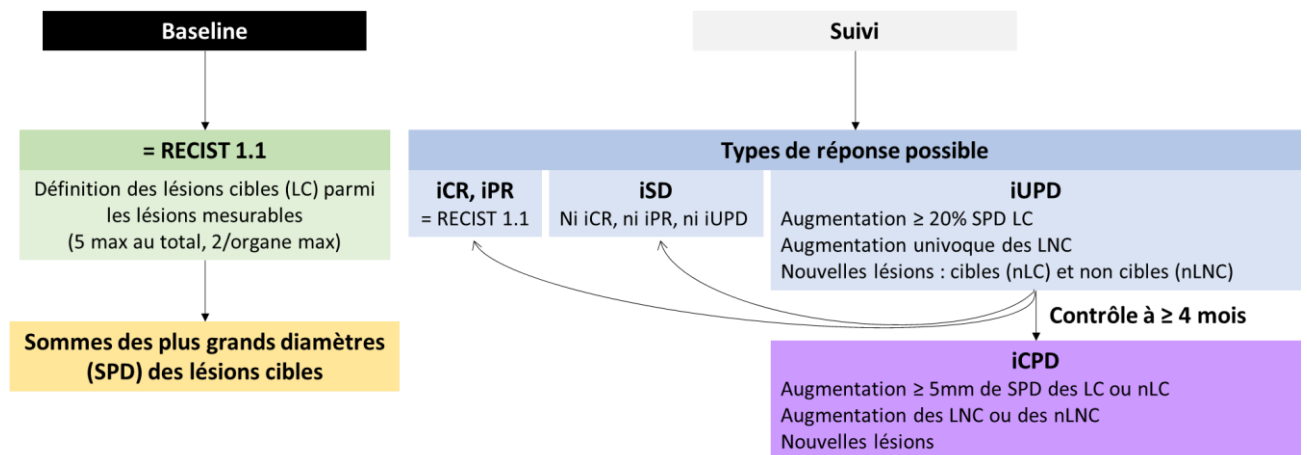 Baseline
= RECIST 1.1
Définition des lésions cibles (LC) parmi
les lésions mesurables
(5 max au total, 2/organe max)
Sommes des plus grands diamètres
(SPD) des lésions cibles
Suivi
Types de réponse possible
iCR, iPR
= RECIST 1.1
iSD
Ni iCR, ni iPR, ni iUPD
iUPD
Augmentation ≥ 20% SPD LC
Augmentation univoque des LNC
Nouvelles lésions : cibles (nLC) et non cibles (nLNC)
Contrôle à ≥ 4 mois
iCPD
Augmentation ≥ 5mm de SPD des LC ou nLC
Augmentation des LNC ou des nLNC
Nouvelles lésions